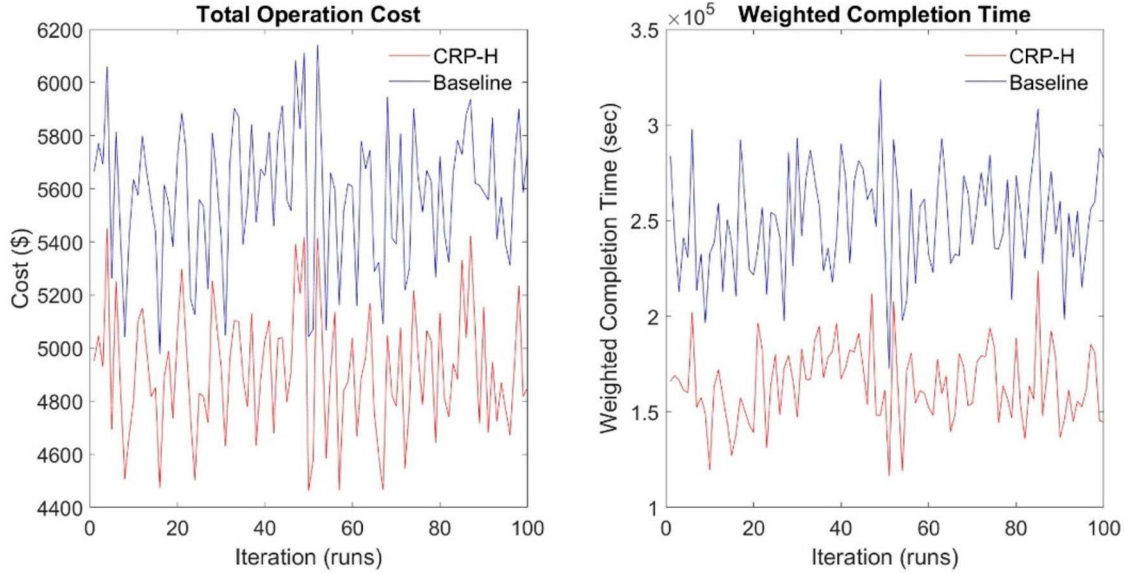 Total Operation Cost
6200
6000
5800
5600
5400
5200
5000
4800
4600
4400
Cost ($)
CRP-H
Baseline
0 20 40 60 80 100
Iteration (runs)
Weighted Completion Time
×10⁵
3.5
3
2.5
2
1.5
1
Weighted Completion Time (sec)
CRP-H
Baseline
0 20 40 60 80 100
Iteration (runs)